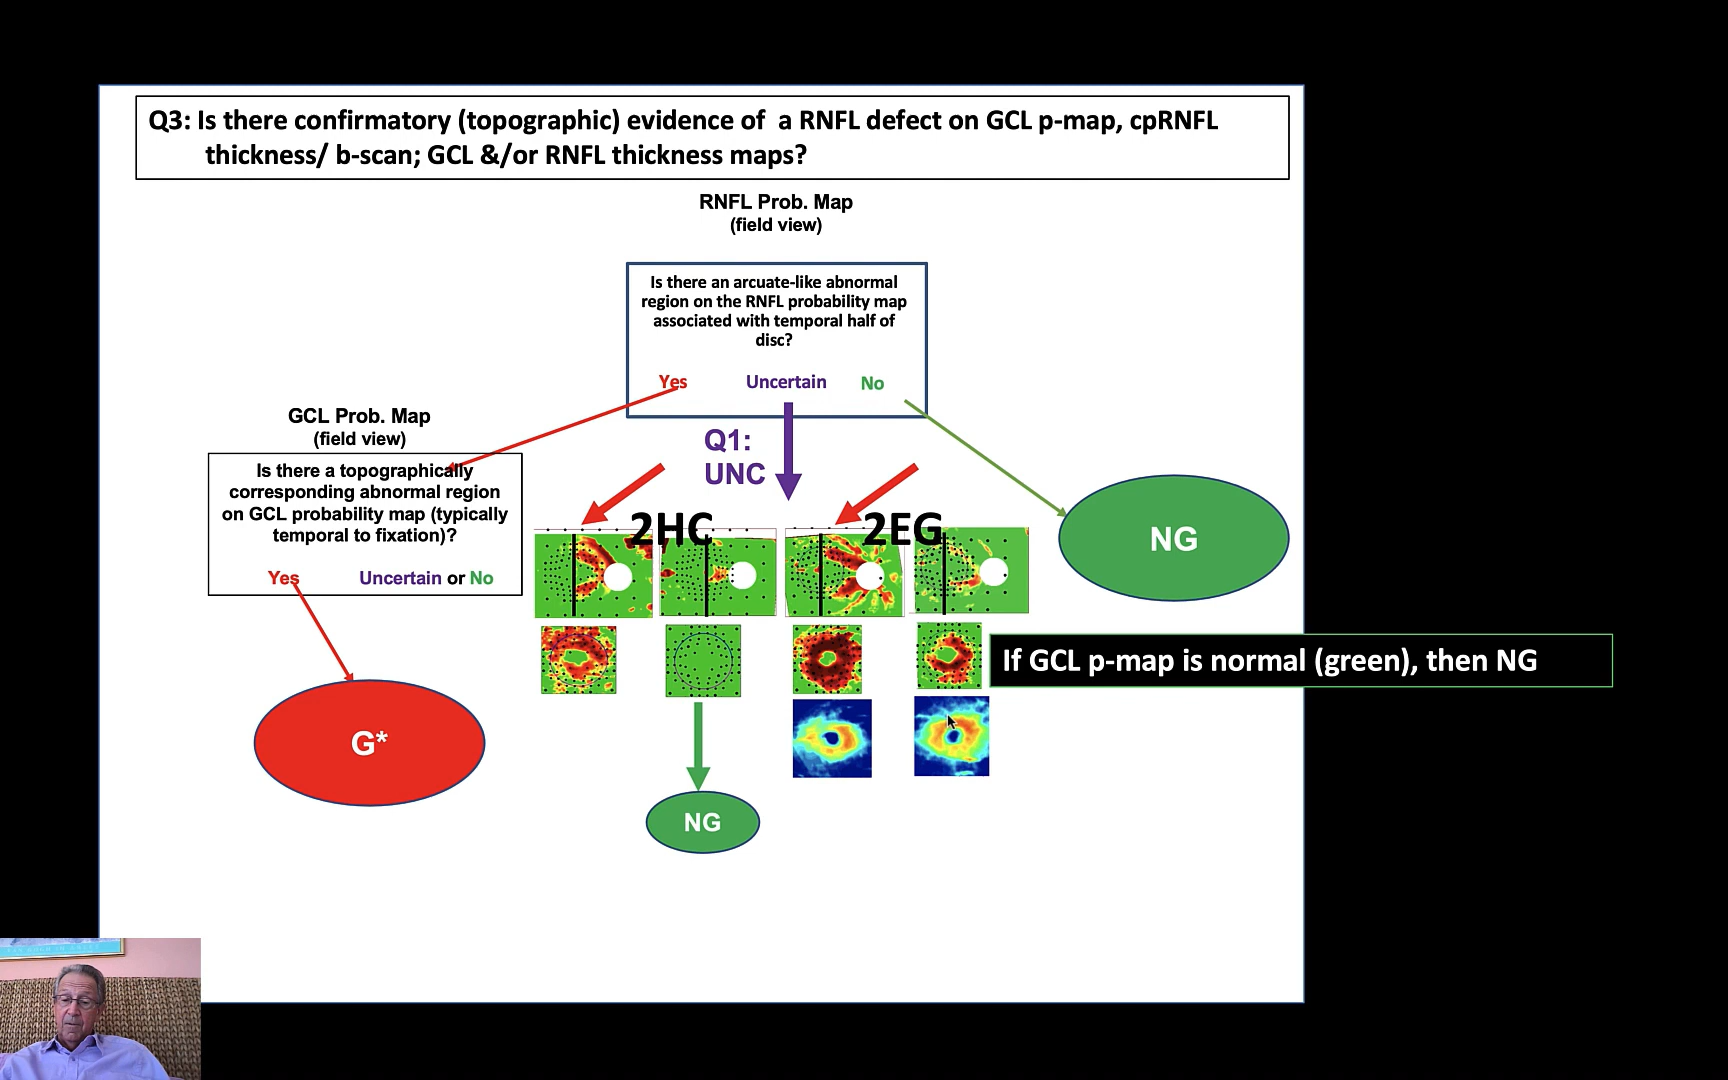 Q3: Is there confirmatory (topographic) evidence of a RNFL defect on GCL p-map, cpRNFL
thickness/ b-scan; GCL &/or RNFL thickness maps?
RNFL Prob. Map
(field view)
Is there an arcuate-like abnormal
region on the RNFL probability map
associated with temporal half of
disc?
Yes Uncertain No
GCL Prob. Map
(field view)
Is there a topographically
corresponding abnormal region
on GCL probability map (typically
temporal to fixation)?
Yes Uncertain or No
Q1:
UNC
2HC
2EG
NG
If GCL p-map is normal (green), then NG
G*
NG